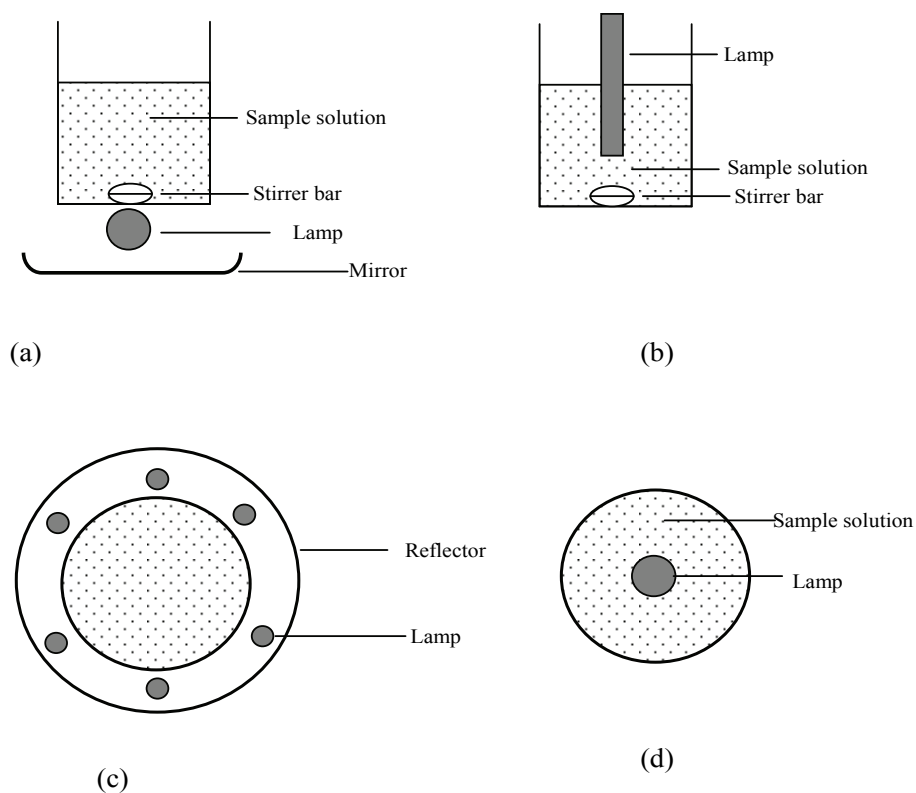 Sample solution
Stirrer bar
Lamp
Mirror
(a)
Lamp
Sample solution
Stirrer bar
(b)
Reflector
Lamp
(c)
Sample solution
Lamp
(d)